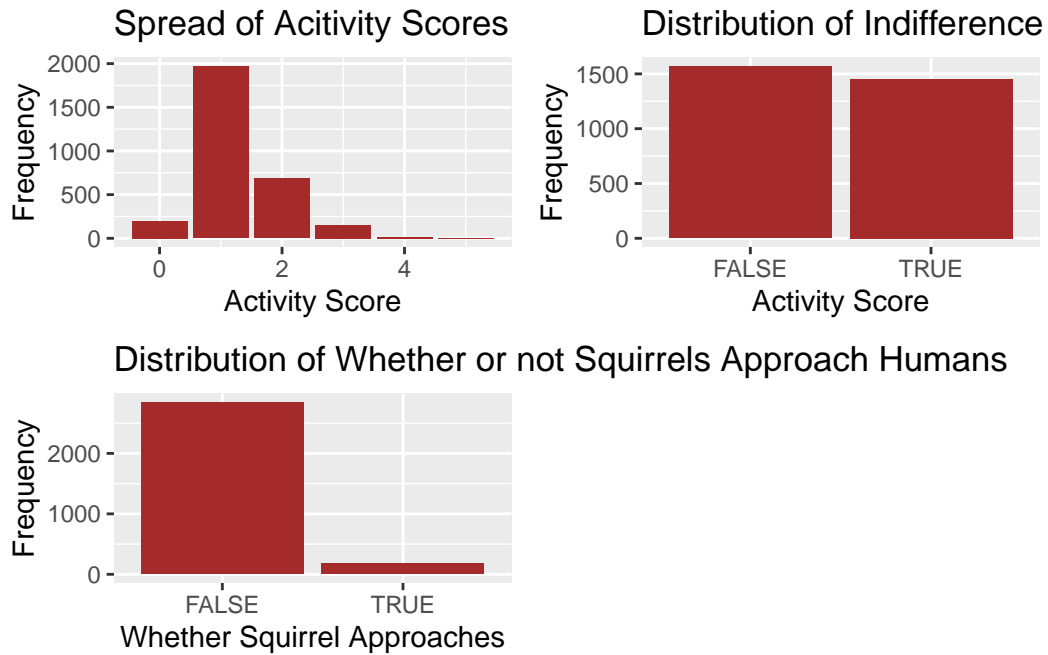 Spread of Acitivity Scores
2000
1500
1000
500
0
Frequency
0 2 4
Activity Score
Distribution of Indifference
1500
1000
500
0
Frequency
FALSE TRUE
Activity Score
Distribution of Whether or not Squirrels Approach Humans
2000
1000
0
Frequency
FALSE TRUE
Whether Squirrel Approaches